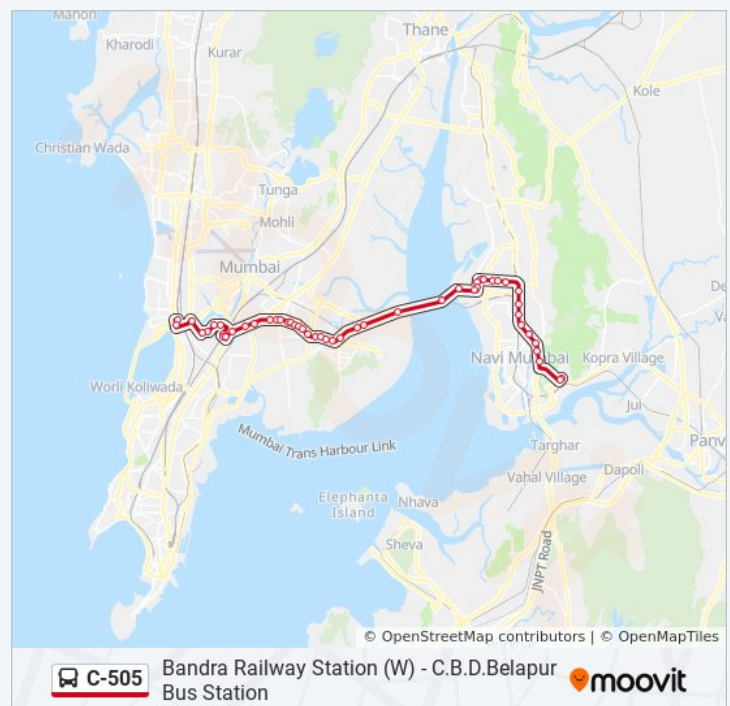 Manori
Kharodi
Kurar
Thane
Kole
Christian Wada
Tunga
Mohli
Mumbai
Navi Mumbai
Kopra Village
Worli Koliwada
Jui
Mumbai Trans Harbour Link
Targhar
Panv
Vahal Village
Dapoli
Elephanta
Island
Nhava
Sheva
JNPT Road
© OpenStreetMap contributors | © OpenMapTiles
C-505
Bandra Railway Station (W) - C.B.D.Belapur
Bus Station
moovit